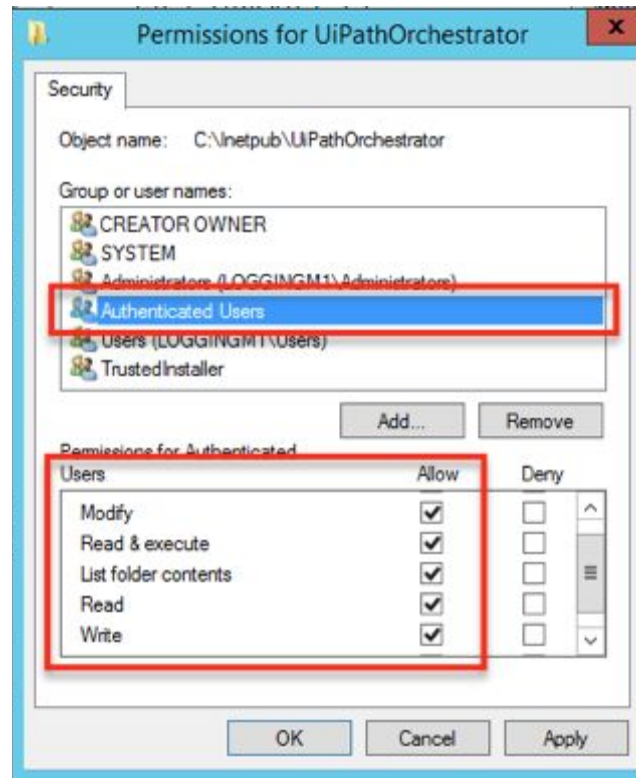 Permissions for UiPathOrchestrator
x
Security
Object name: C:\Inetpub\UiPathOrchestrator
Group or user names:
CREATOR OWNER
SYSTEM
Administrators (LOGGINGM1\Administrators)
Authenticated Users
Users (LOGGINGM1\Users)
TrustedInstaller
Add... Remove
Permissions for Authenticated
Users Allow Deny
Modify
Read & execute
List folder contents
Read
Write
OK Cancel Apply